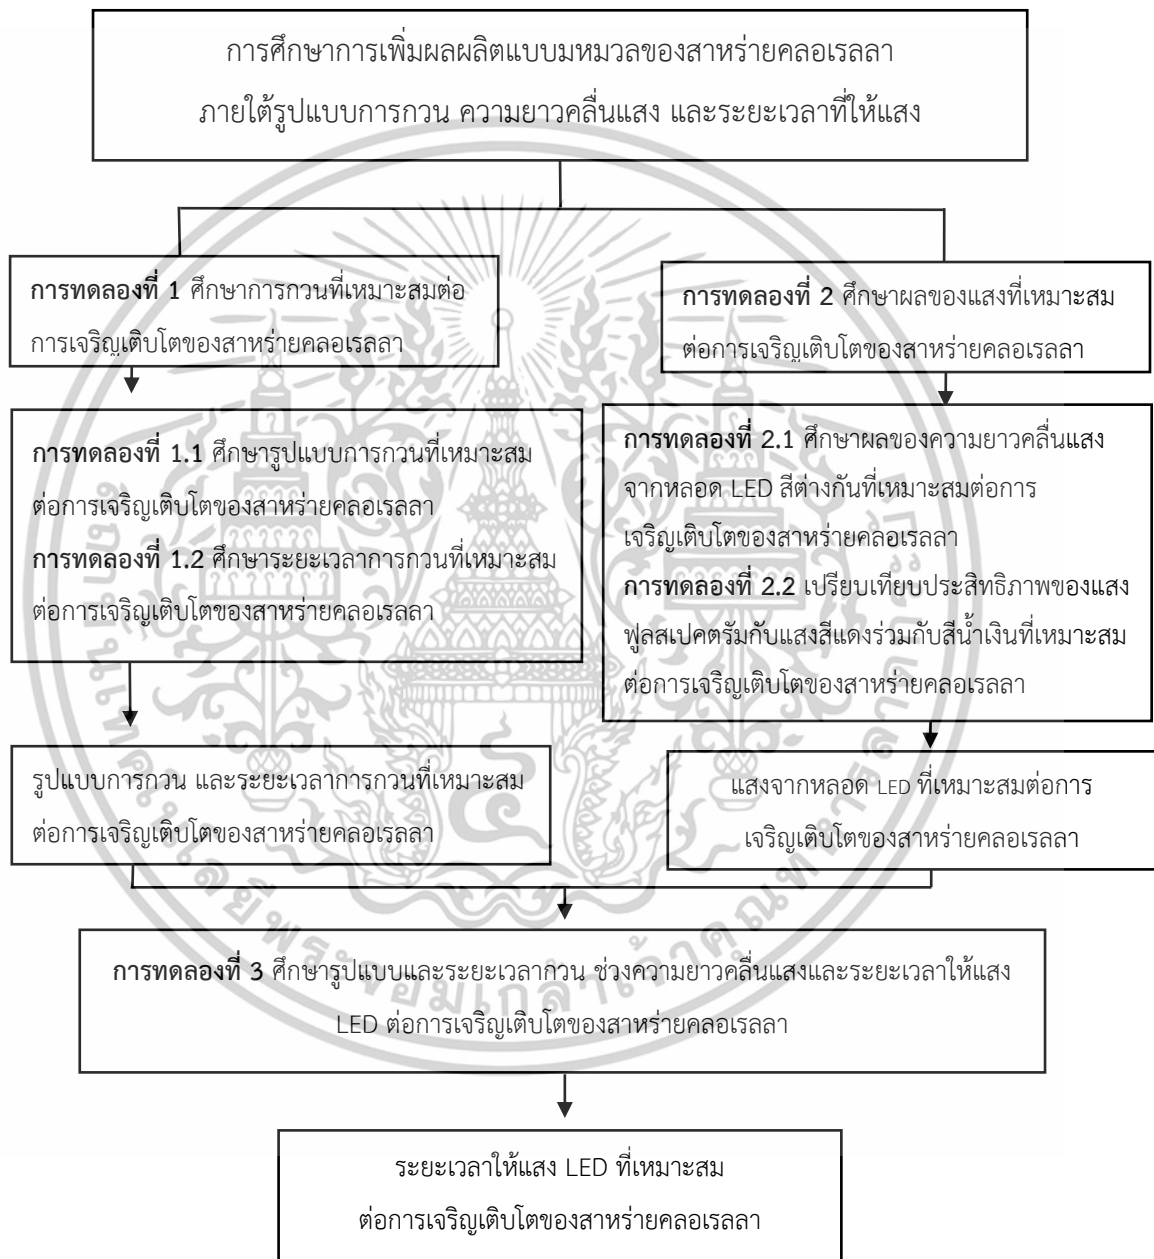 การศึกษาการเพิ่มผลผลิตแบบมหมวลของสาหร่ายคลอเรลลา
ภายใต้รูปแบบการกวน ความยาวคลื่นแสง และระยะเวลาที่ให้แสง
การทดลองที่ 1 ศึกษาการกวนที่เหมาะสมต่อ
การเจริญเติบโตของสาหร่ายคลอเรลลา
การทดลองที่ 2 ศึกษาผลของแสงที่เหมาะสม
ต่อการเจริญเติบโตของสาหร่ายคลอเรลลา
การทดลองที่ 1.1 ศึกษารูปแบบการกวนที่เหมาะสม
ต่อการเจริญเติบโตของสาหร่ายคลอเรลลา
การทดลองที่ 1.2 ศึกษาระยะเวลาการกวนที่เหมาะสม
ต่อการเจริญเติบโตของสาหร่ายคลอเรลลา
การทดลองที่ 2.1 ศึกษาผลของความยาวคลื่นแสง
จากหลอด LED สีต่างกันที่เหมาะสมต่อการ
เจริญเติบโตของสาหร่ายคลอเรลลา
การทดลองที่ 2.2 เปรียบเทียบประสิทธิภาพของแสง
ฟูลสเปคตรัมกับแสงสีแดงร่วมกับสีน้ำเงินที่เหมาะสม
ต่อการเจริญเติบโตของสาหร่ายคลอเรลลา
รูปแบบการกวน และระยะเวลาการกวนที่เหมาะสม
ต่อการเจริญเติบโตของสาหร่ายคลอเรลลา
แสงจากหลอด LED ที่เหมาะสมต่อการ
เจริญเติบโตของสาหร่ายคลอเรลลา
การทดลองที่ 3 ศึกษารูปแบบและระยะเวลากวน ช่วงความยาวคลื่นแสงและระยะเวลาให้แสง
LED ต่อการเจริญเติบโตของสาหร่ายคลอเรลลา
ระยะเวลาให้แสง LED ที่เหมาะสม
ต่อการเจริญเติบโตของสาหร่ายคลอเรลลา